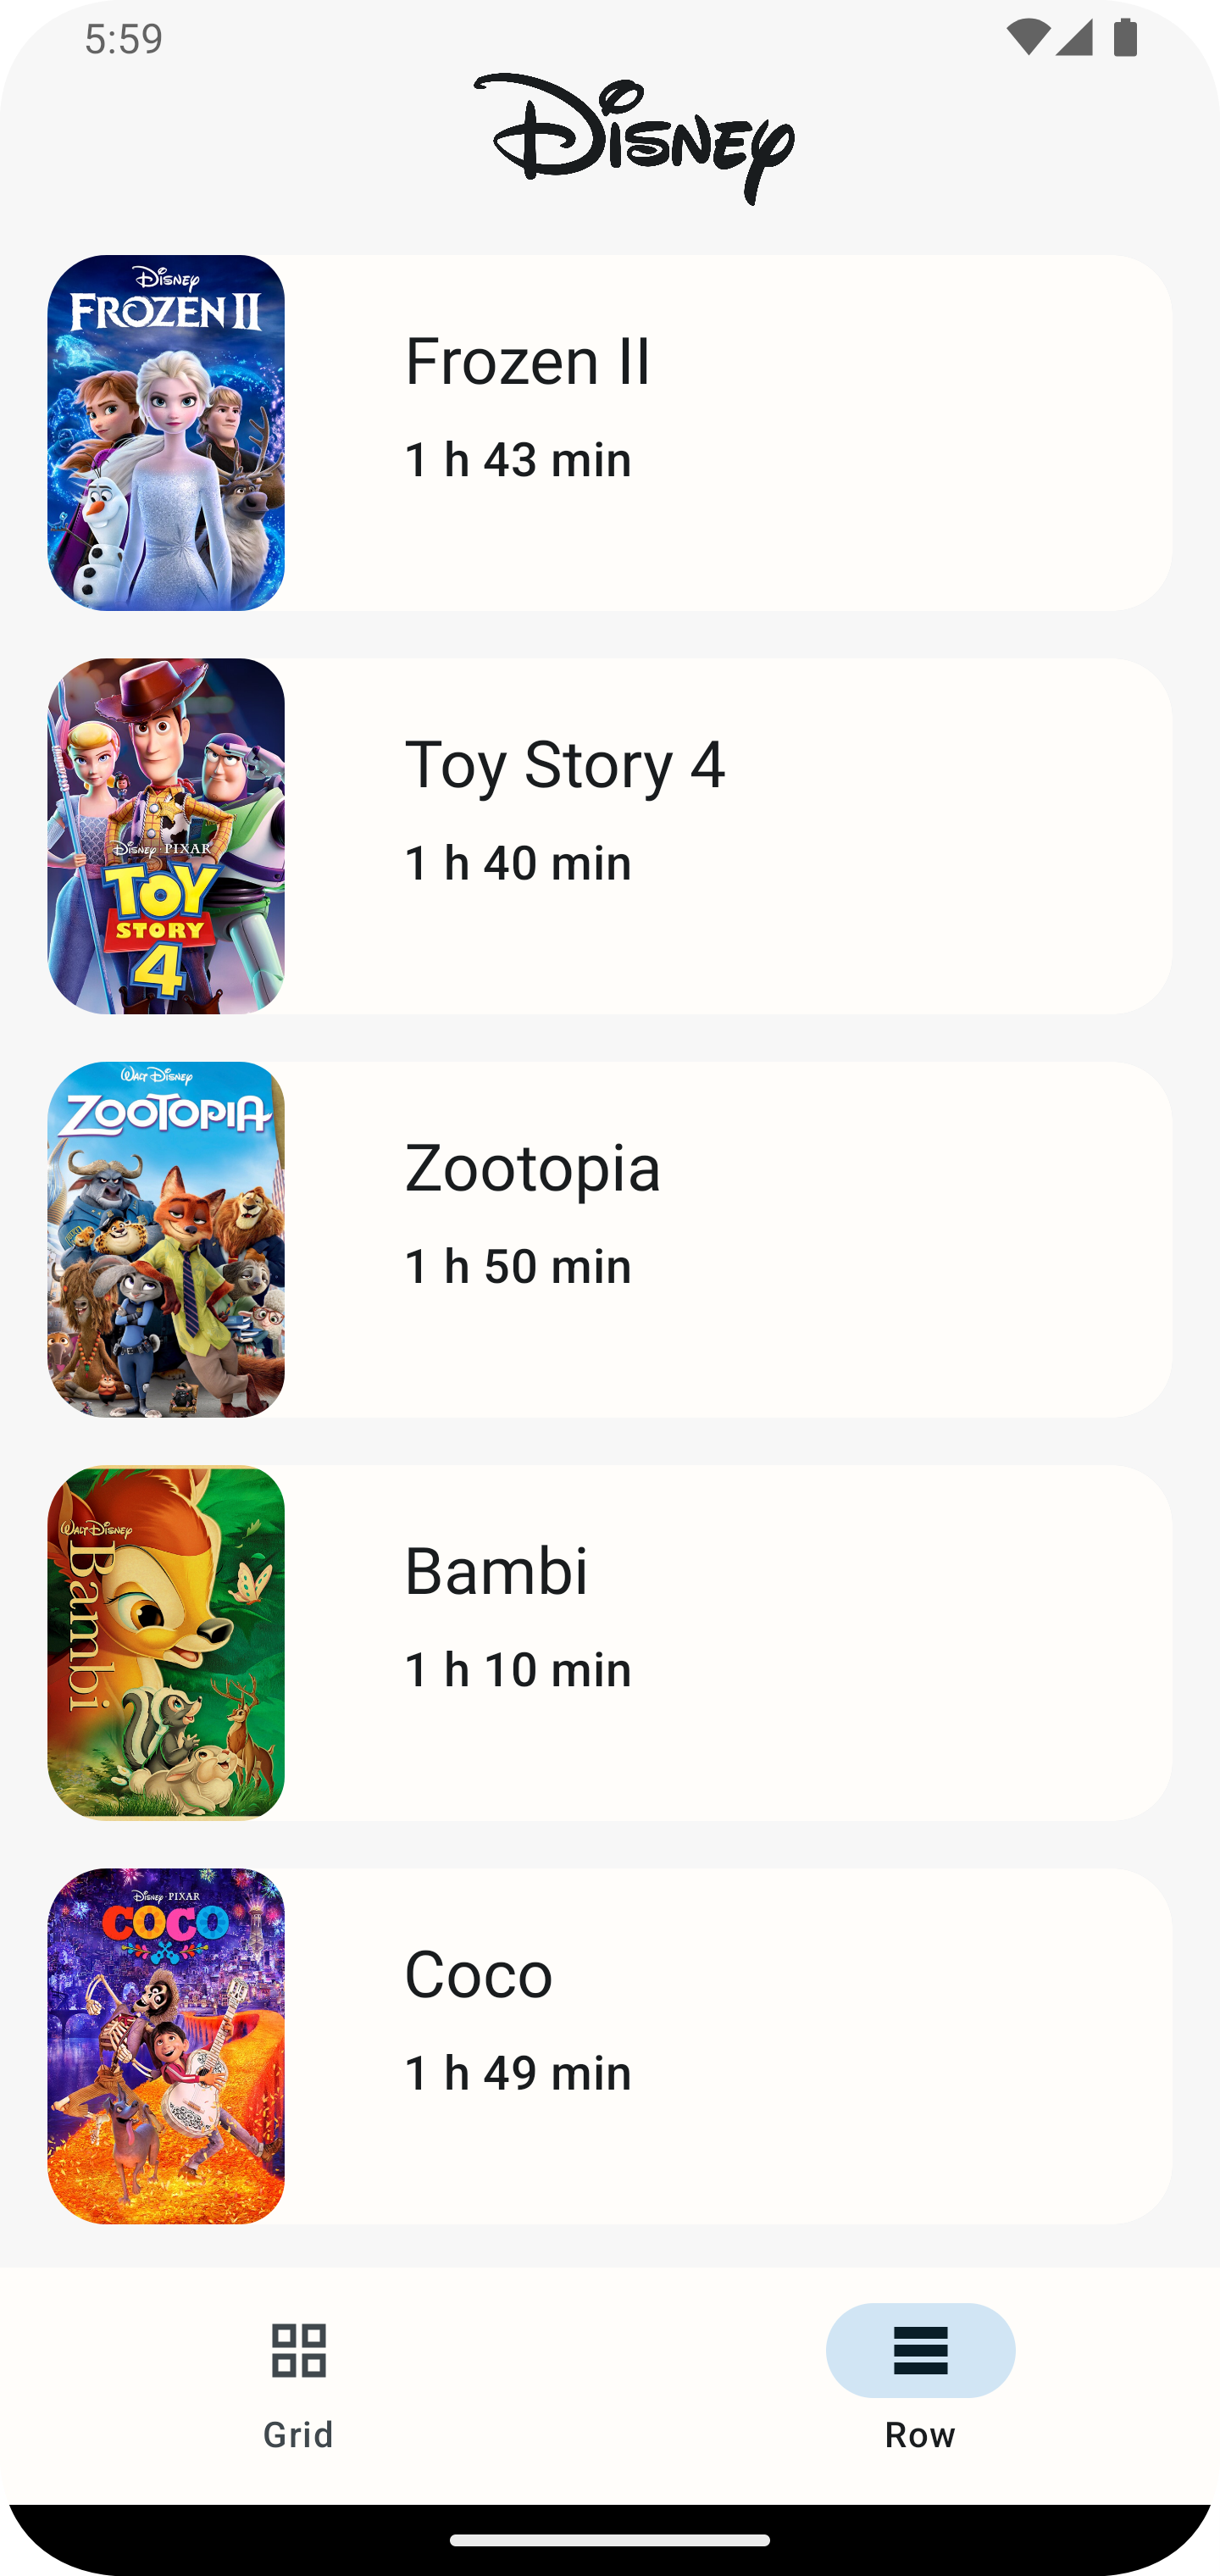 5:59
Disney
Disney
FROZEN II
Frozen II
1 h 43 min
Disney · PIXAR
TOY
STORY
4
Toy Story 4
1 h 40 min
WALT DISNEY
ZOOTOPIA
Zootopia
1 h 50 min
WALT DISNEY
Bambi
Bambi
1 h 10 min
Disney · PIXAR
COCO
Coco
1 h 49 min
Grid
Row